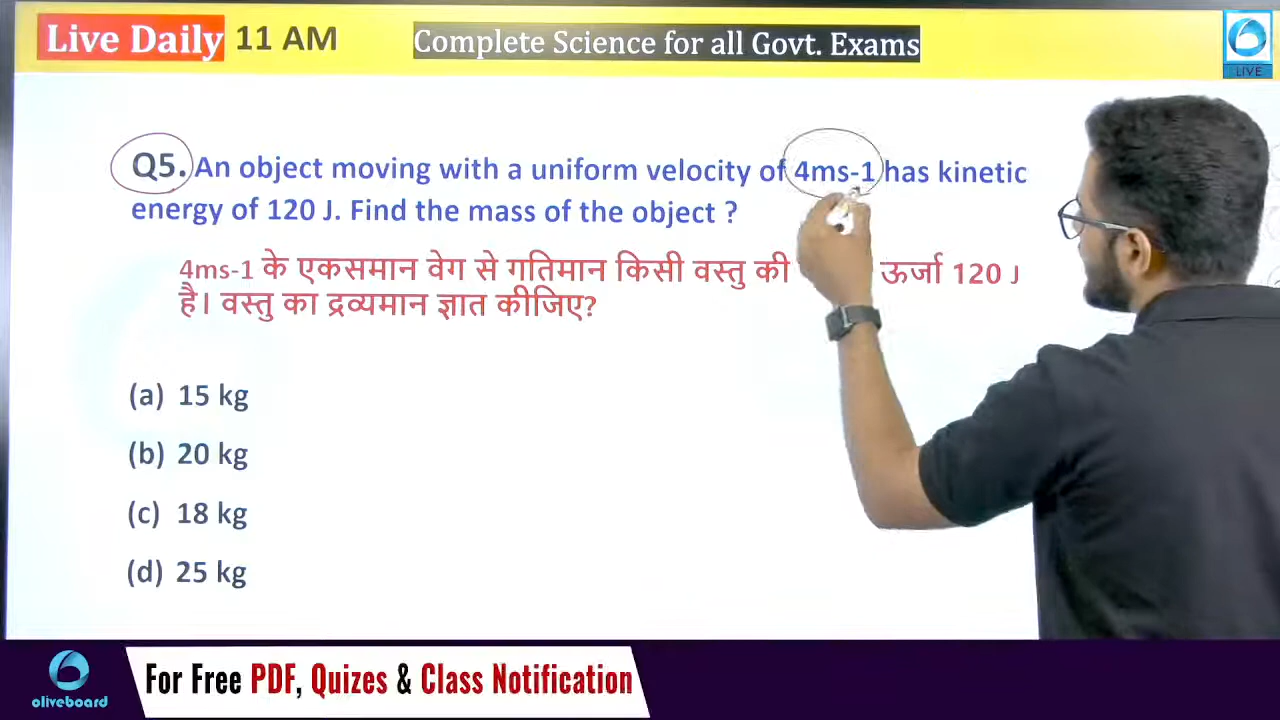 Live Daily 11 AM Complete Science for all Govt. Exams
LIVE
Q5. An object moving with a uniform velocity of 4ms-1 has kinetic
energy of 120 J. Find the mass of the object ?
4ms-1 के एकसमान वेग से गतिमान किसी वस्तु की ऊर्जा 120 J
है। वस्तु का द्रव्यमान ज्ञात कीजिए?
(a) 15 kg
(b) 20 kg
(c) 18 kg
(d) 25 kg
oliveboard
For Free PDF, Quizes & Class Notification